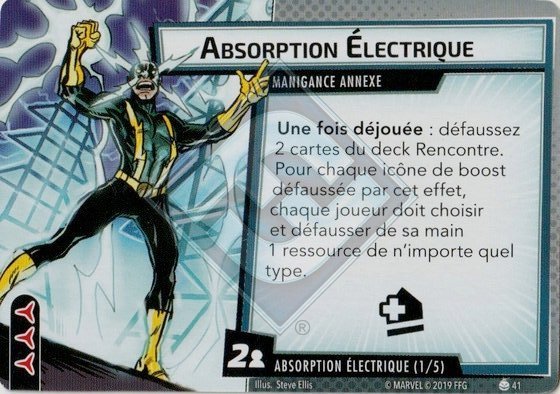 Absorption Électrique
MANIGANCE ANNEXE
Une fois déjouée : défaussez
2 cartes du deck Rencontre.
Pour chaque icône de boost
défaussée par cet effet,
chaque joueur doit choisir
et défausser de sa main
1 ressource de n'importe quel
type.
®
2
ABSORPTION ÉLECTRIQUE (1/5)
Illus. Steve Ellis
© MARVEL © 2019 FFG
41